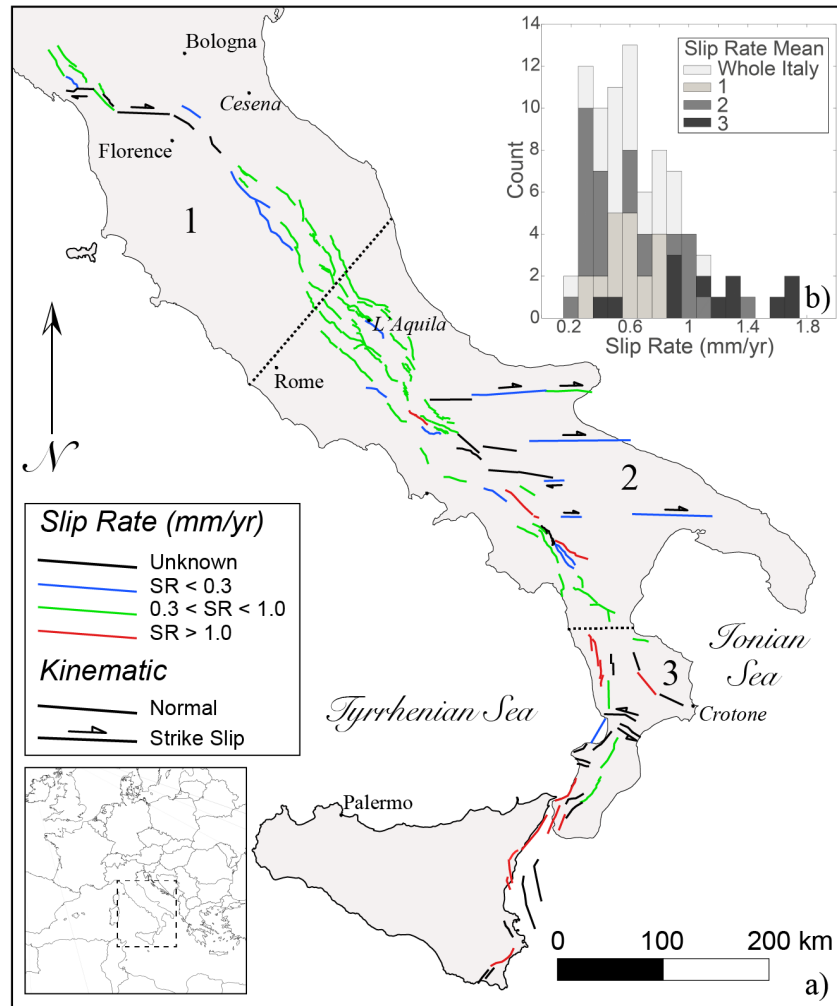 Bologna
Cesena
Florence
1
L'Aquila
Rome
N
2
Slip Rate (mm/yr)
Unknown
SR < 0.3
0.3 < SR < 1.0
SR > 1.0
Kinematic
Normal
Strike Slip
Ionian
Sea
3
Crotone
Tyrrhenian Sea
Palermo
0 100 200 km
a)
14
12
10
8
6
4
2
0
Count
Slip Rate Mean
Whole Italy
1
2
3
0.2 0.6 1 1.4 1.8
Slip Rate (mm/yr)
b)